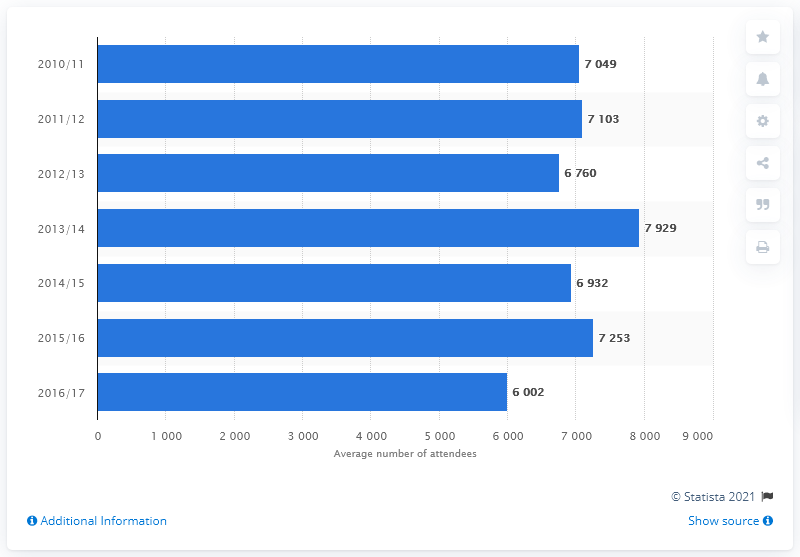 2010/11 7 049
2011/12 7 103
2012/13 6 760
2013/14 7 929
2014/15 6 932
2015/16 7 253
2016/17 6 002
0 1 000 2 000 3 000 4 000 5 000 6 000 7 000 8 000 9 000
Average number of attendees
© Statista 2021
Additional Information Show source